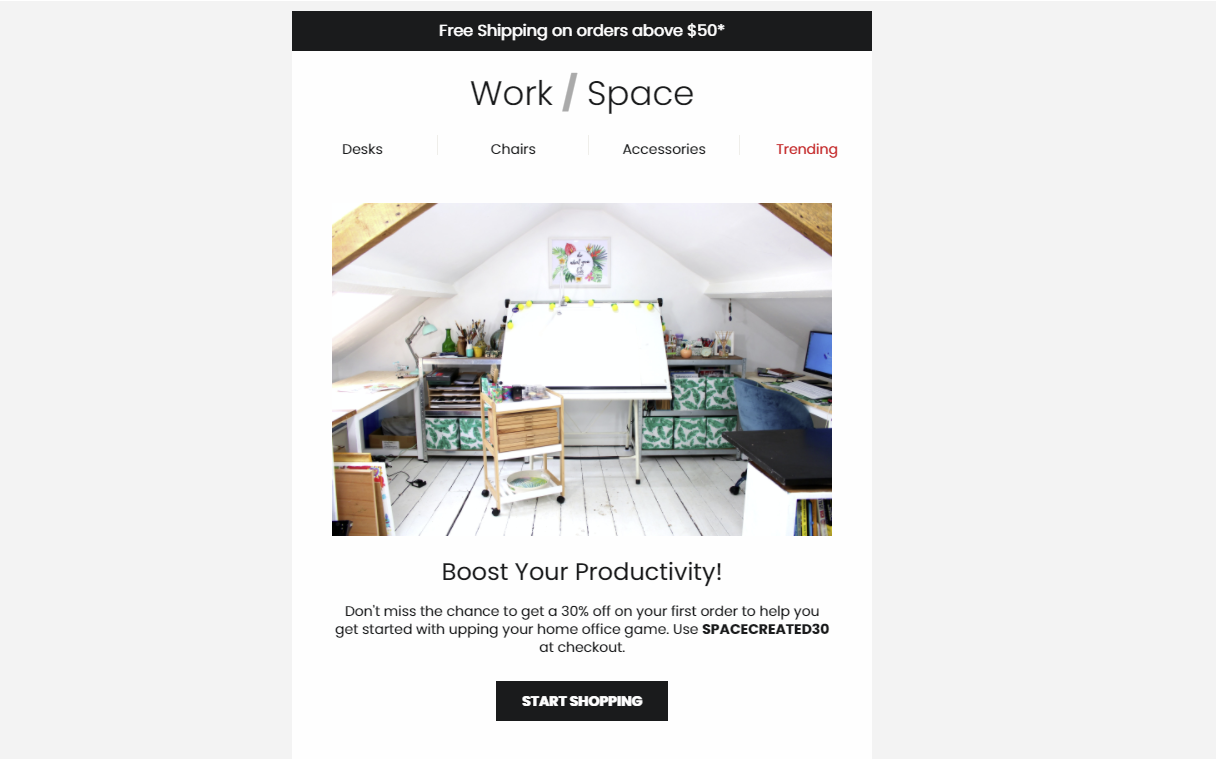 Free Shipping on orders above $50*
Work / Space
Desks
Chairs
Accessories
Trending
Boost Your Productivity!
Don't miss the chance to get a 30% off on your first order to help you
get started with upping your home office game. Use SPACECREATED30
at checkout.
START SHOPPING